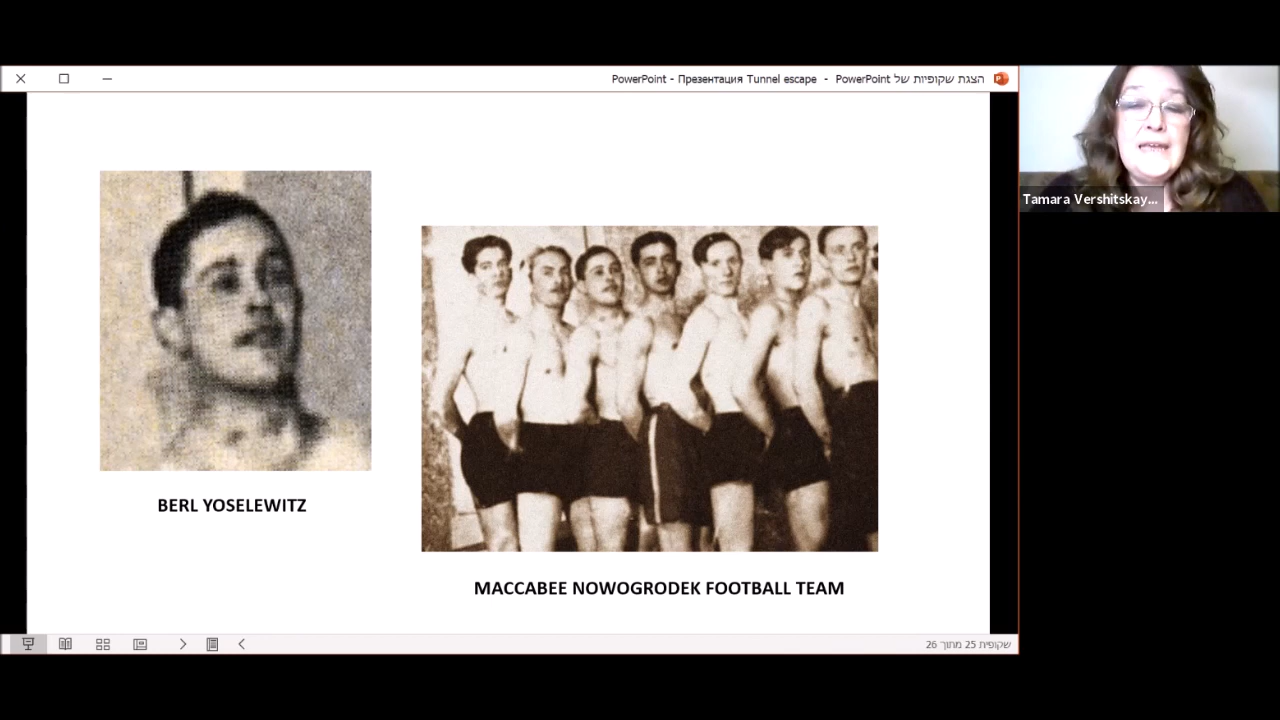 PowerPoint - Презентация Tunnel escape - PowerPoint הצגת שקופיות של
Tamara Vershitskay...
BERL YOSELEWITZ
MACCABEE NOWOGRODEK FOOTBALL TEAM
שקופית 25 מתוך 26